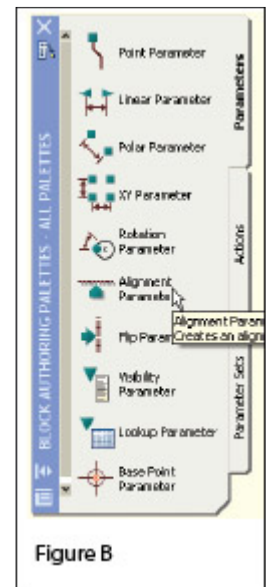 Point Parameter
Linear Parameter
Polar Parameter
XY Parameter
Rotation
Parameter
Alignment
Paramete
Alignment Param
Creates an align
Flip Param
Visibility
Parameter
Lookup Parameter
Base Point
Parameter
Parameters
Actions
Parameter Sets
BLOCK AUTHORING PALETTES - ALL PALETTES
Figure B